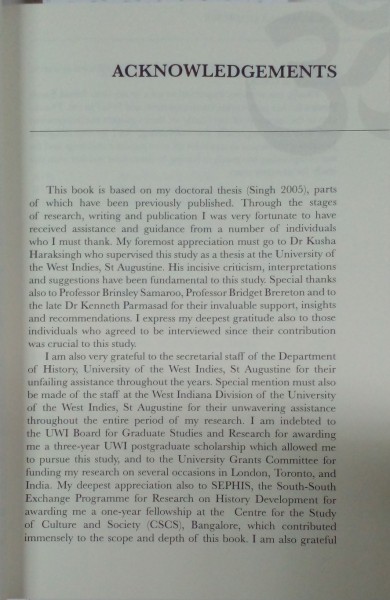 ACKNOWLEDGEMENTS
This book is based on my doctoral thesis (Singh 2005), parts
of which have been previously published. Through the stages
of research, writing and publication I was very fortunate to have
received assistance and guidance from a number of individuals
who I must thank. My foremost appreciation must go to Dr Kusha
Haraksingh who supervised this study as a thesis at the University of
the West Indies, St Augustine. His incisive criticism, interpretations
and suggestions have been fundamental to this study. Special thanks
also to Professor Brinsley Samaroo, Professor Bridget Brereton and to
the late Dr Kenneth Parmasad for their invaluable support, insights
and recommendations. I express my deepest gratitude also to those
individuals who agreed to be interviewed since their contribution
was crucial to this study.
I am also very grateful to the secretarial staff of the Department
of History, University of the West Indies, St Augustine for their
unfailing assistance throughout the years. Special mention must also
be made of the staff at the West Indiana Division of the University
of the West Indies, St Augustine for their unwavering assistance
throughout the entire period of my research. I am indebted to
the UWI Board for Graduate Studies and Research for awarding
me a three-year UWI postgraduate scholarship which allowed me
to pursue this study, and to the University Grants Committee for
funding my research on several occasions in London, Toronto, and
India. My deepest appreciation also to SEPHIS, the South-South
Exchange Programme for Research on History Development for
awarding me a one-year fellowship at the Centre for the Study
of Culture and Society (CSCS), Bangalore, which contributed
immensely to the scope and depth of this book. I am also grateful